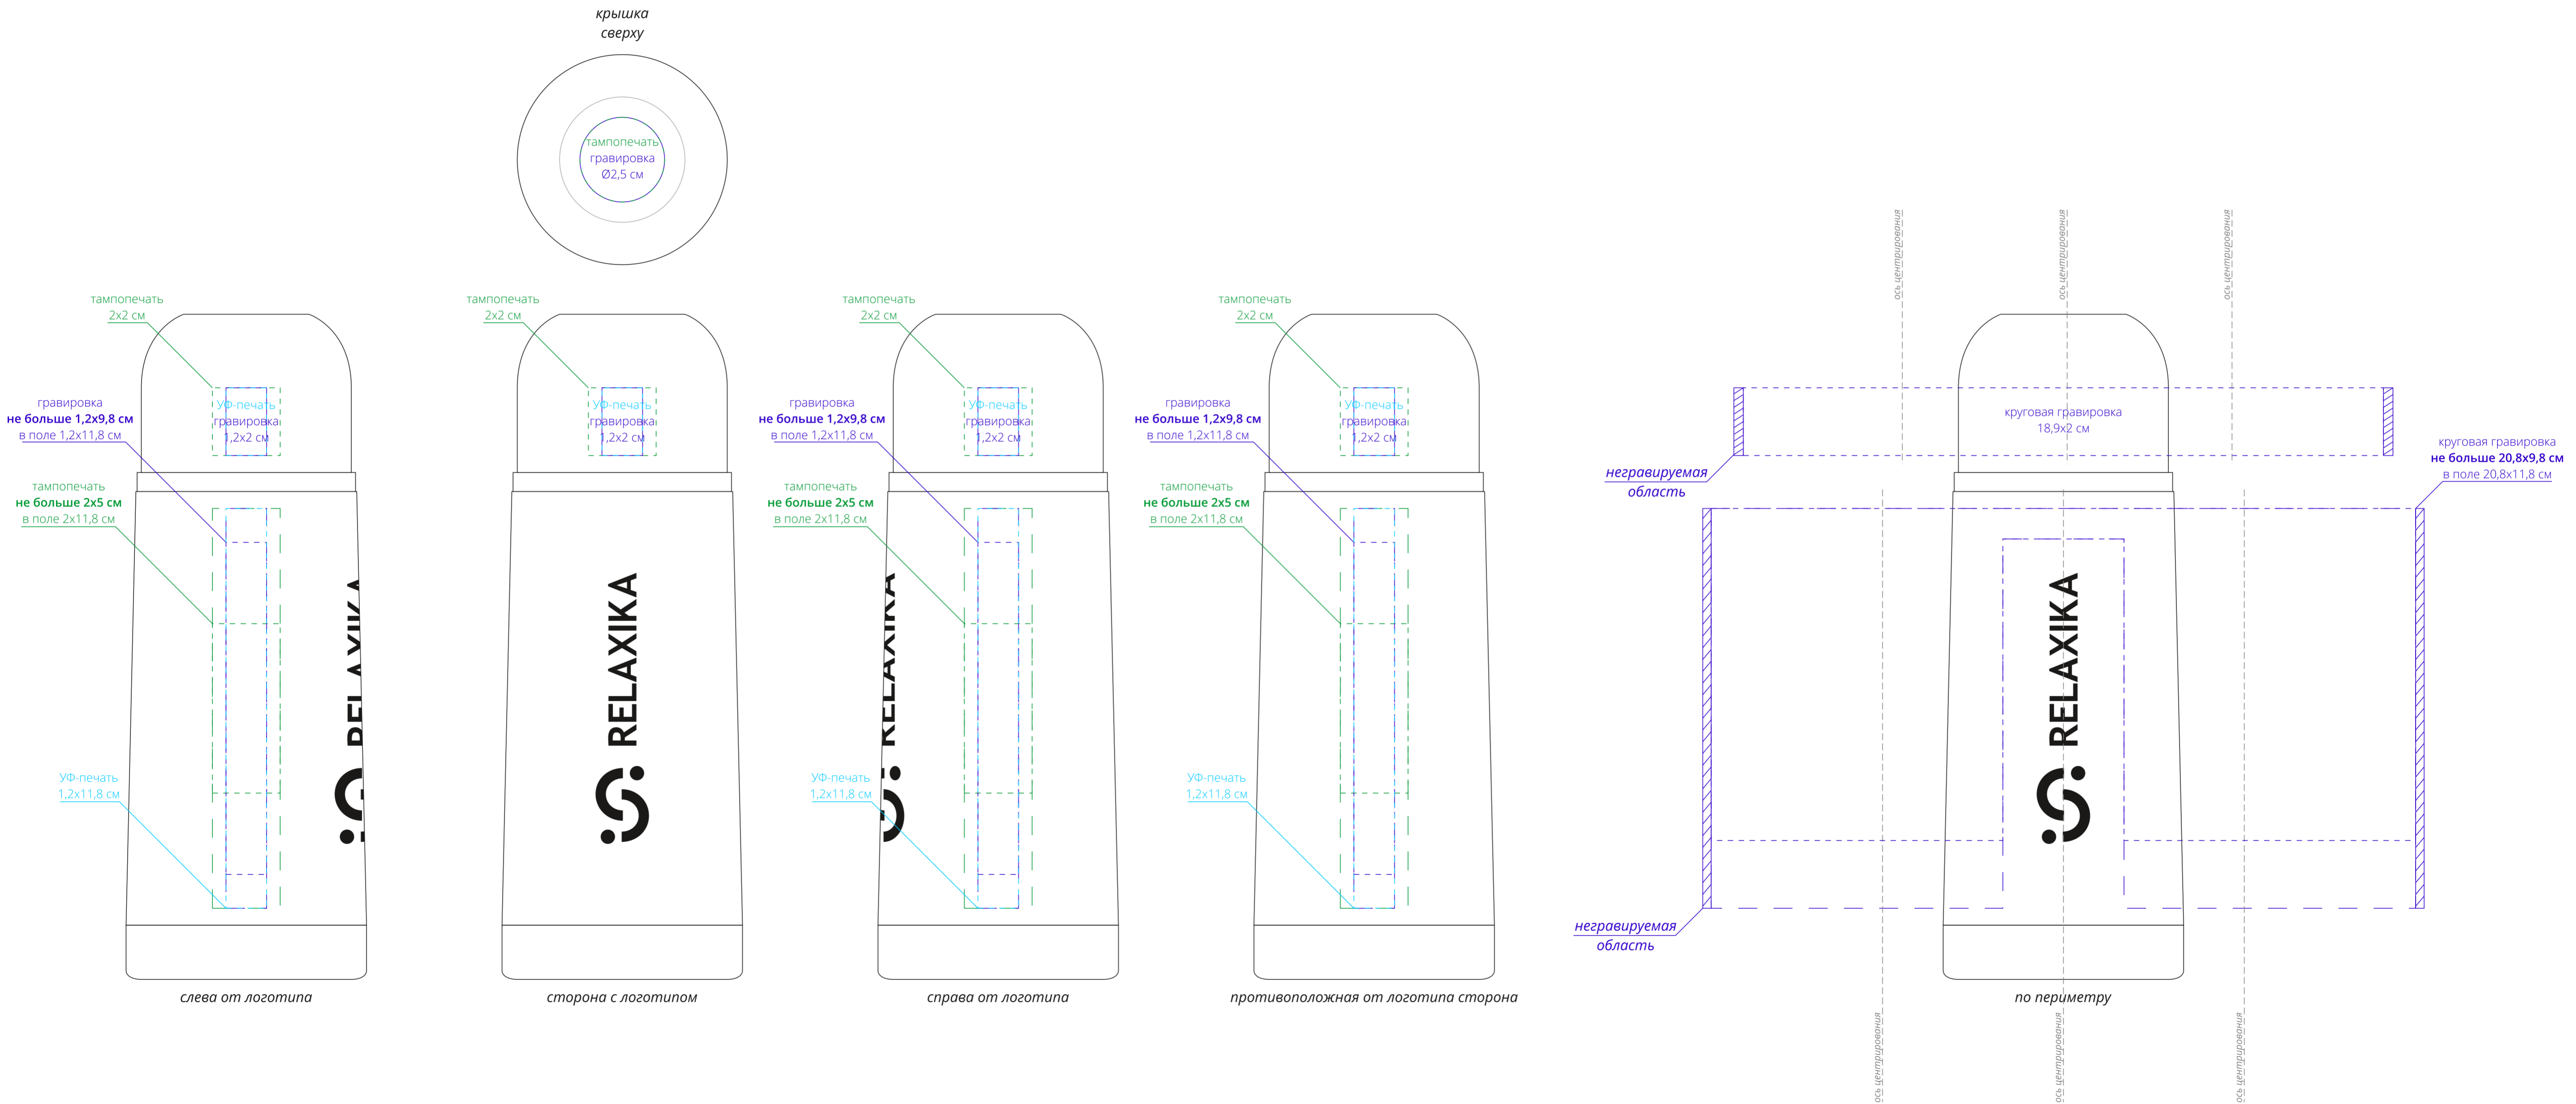 крышка
сверху
тампопечать
гравировка
Ø2,5 см
тампопечать
2х2 см
УФ-печать
гравировка
1,2х2 см
гравировка
не больше 1,2х9,8 см
в поле 1,2х11,8 см
тампопечать
не больше 2х5 см
в поле 2х11,8 см
УФ-печать
1,2х11,8 см
RELAXIKA
слева от логотипа
тампопечать
2х2 см
УФ-печать
гравировка
1,2х2 см
RELAXIKA
сторона с логотипом
тампопечать
2х2 см
УФ-печать
гравировка
1,2х2 см
гравировка
не больше 1,2х9,8 см
в поле 1,2х11,8 см
тампопечать
не больше 2х5 см
в поле 2х11,8 см
УФ-печать
1,2х11,8 см
RELAXIKA
справа от логотипа
тампопечать
2х2 см
УФ-печать
гравировка
1,2х2 см
гравировка
не больше 1,2х9,8 см
в поле 1,2х11,8 см
тампопечать
не больше 2х5 см
в поле 2х11,8 см
УФ-печать
1,2х11,8 см
противоположная от логотипа сторона
ось центрирования
ось центрирования
ось центрирования
круговая гравировка
18,9х2 см
негравируемая
область
круговая гравировка
не больше 20,8х9,8 см
в поле 20,8х11,8 см
RELAXIKA
негравируемая
область
по периметру
ось центрирования
ось центрирования
ось центрирования